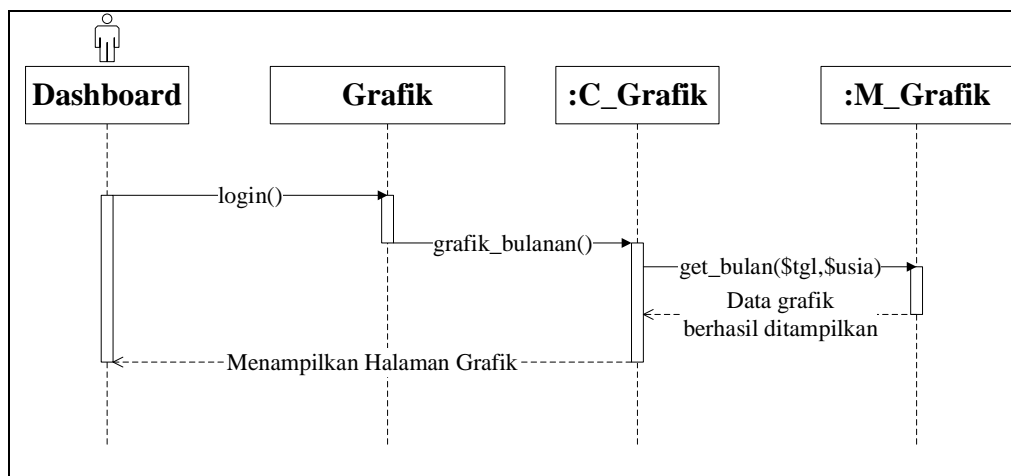 Dashboard
Grafik
:C_Grafik
:M_Grafik
login()
grafik_bulanan()
get_bulan($tgl,$usia)
Data grafik
berhasil ditampilkan
Menampilkan Halaman Grafik